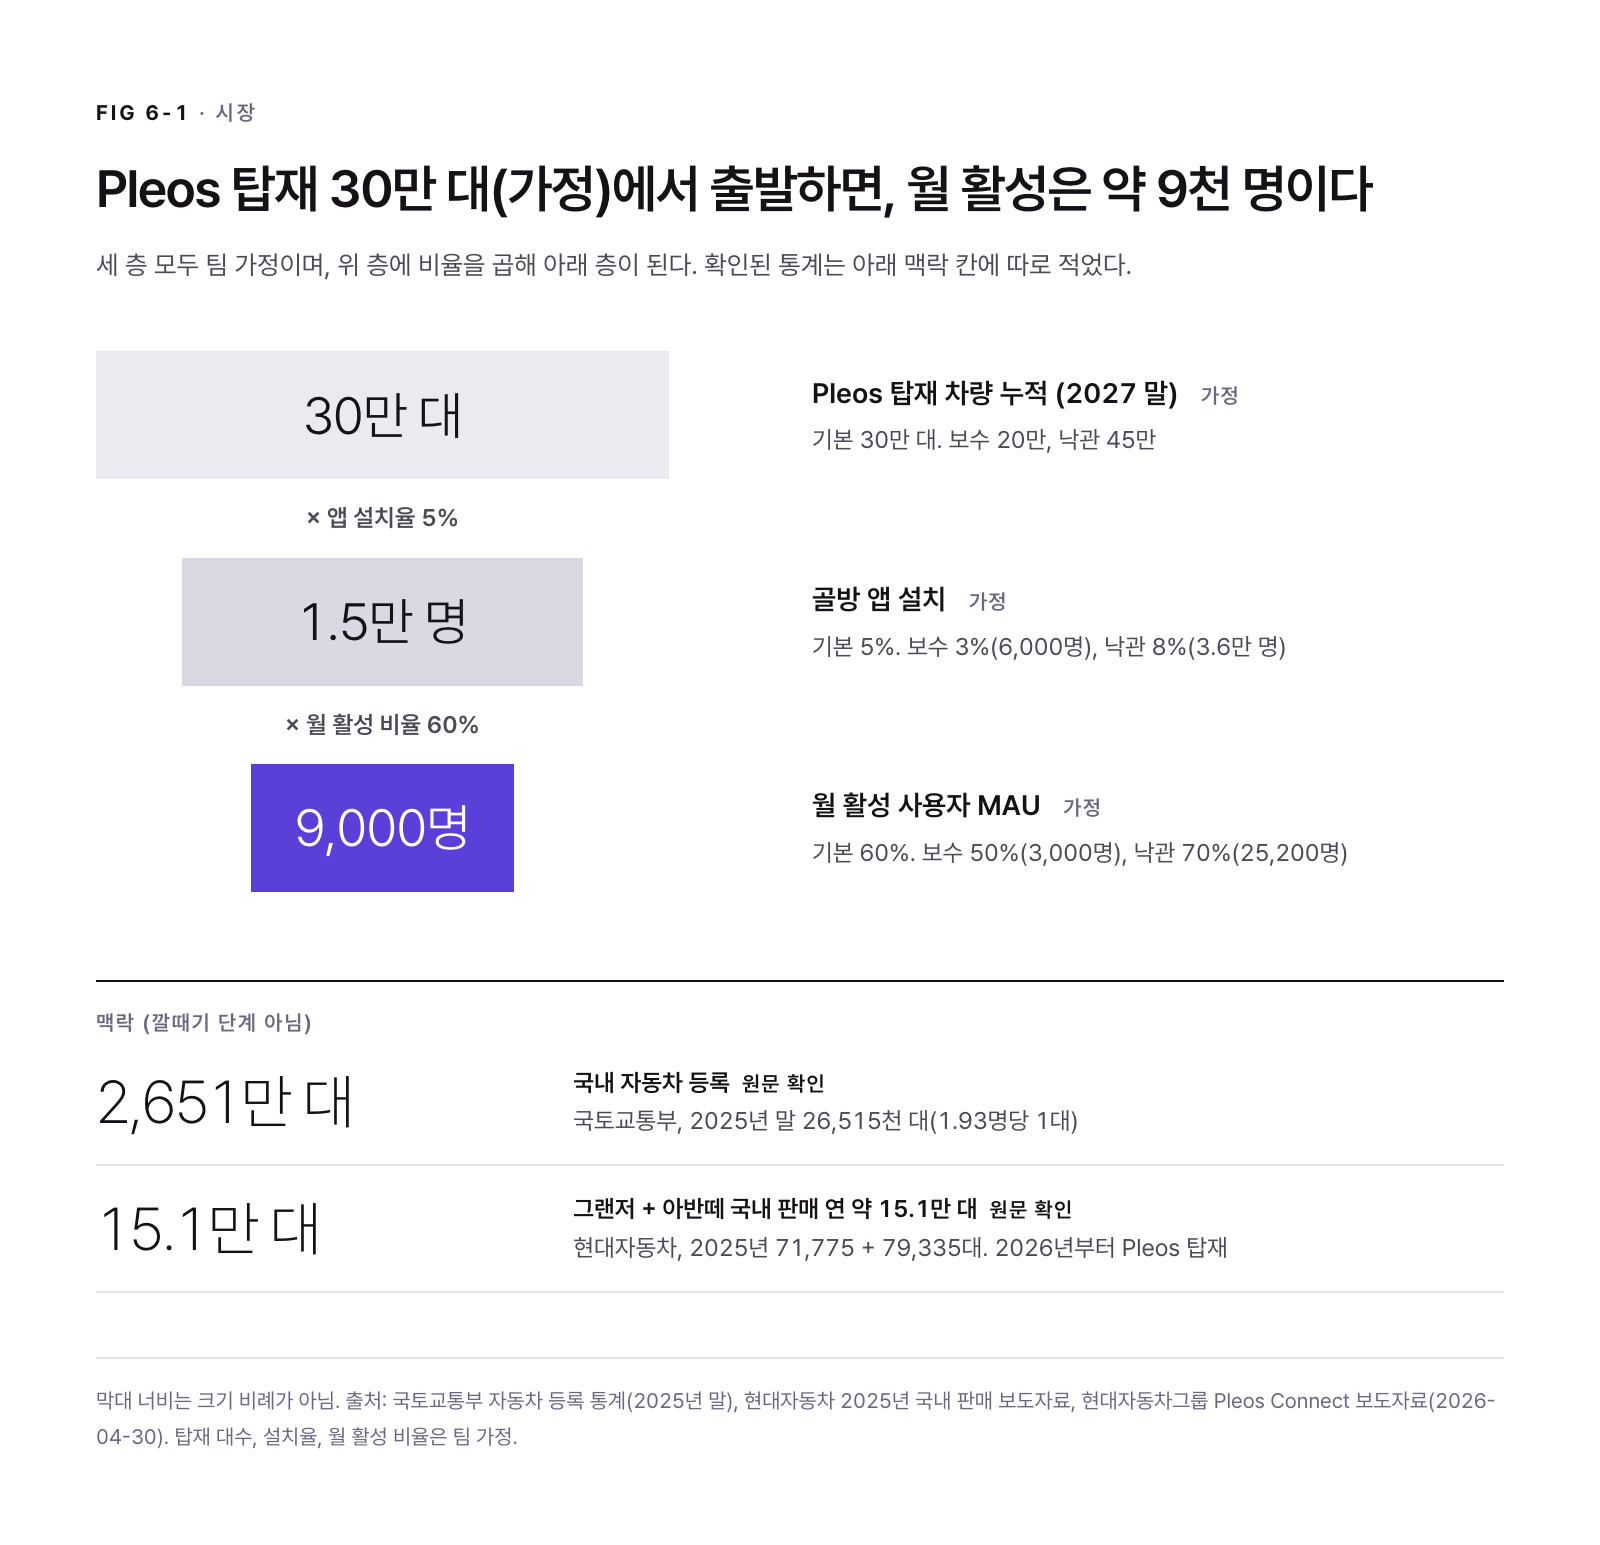 FIG 6-1 · 시장
Pleos 탑재 30만 대(가정)에서 출발하면, 월 활성은 약 9천 명이다
세 층 모두 팀 가정이며, 위 층에 비율을 곱해 아래 층이 된다. 확인된 통계는 아래 맥락 칸에 따로 적었다.
30만 대
Pleos 탑재 차량 누적 (2027 말) 가정
기본 30만 대. 보수 20만, 낙관 45만
× 앱 설치율 5%
1.5만 명
골방 앱 설치 가정
기본 5%. 보수 3%(6,000명), 낙관 8%(3.6만 명)
× 월 활성 비율 60%
9,000명
월 활성 사용자 MAU 가정
기본 60%. 보수 50%(3,000명), 낙관 70%(25,200명)
맥락 (깔때기 단계 아님)
2,651만 대
국내 자동차 등록 원문 확인
국토교통부, 2025년 말 26,515천 대(1.93명당 1대)
15.1만 대
그랜저 + 아반떼 국내 판매 연 약 15.1만 대 원문 확인
현대자동차, 2025년 71,775 + 79,335대. 2026년부터 Pleos 탑재
막대 너비는 크기 비례가 아님. 출처: 국토교통부 자동차 등록 통계(2025년 말), 현대자동차 2025년 국내 판매 보도자료, 현대자동차그룹 Pleos Connect 보도자료(2026-
04-30). 탑재 대수, 설치율, 월 활성 비율은 팀 가정.